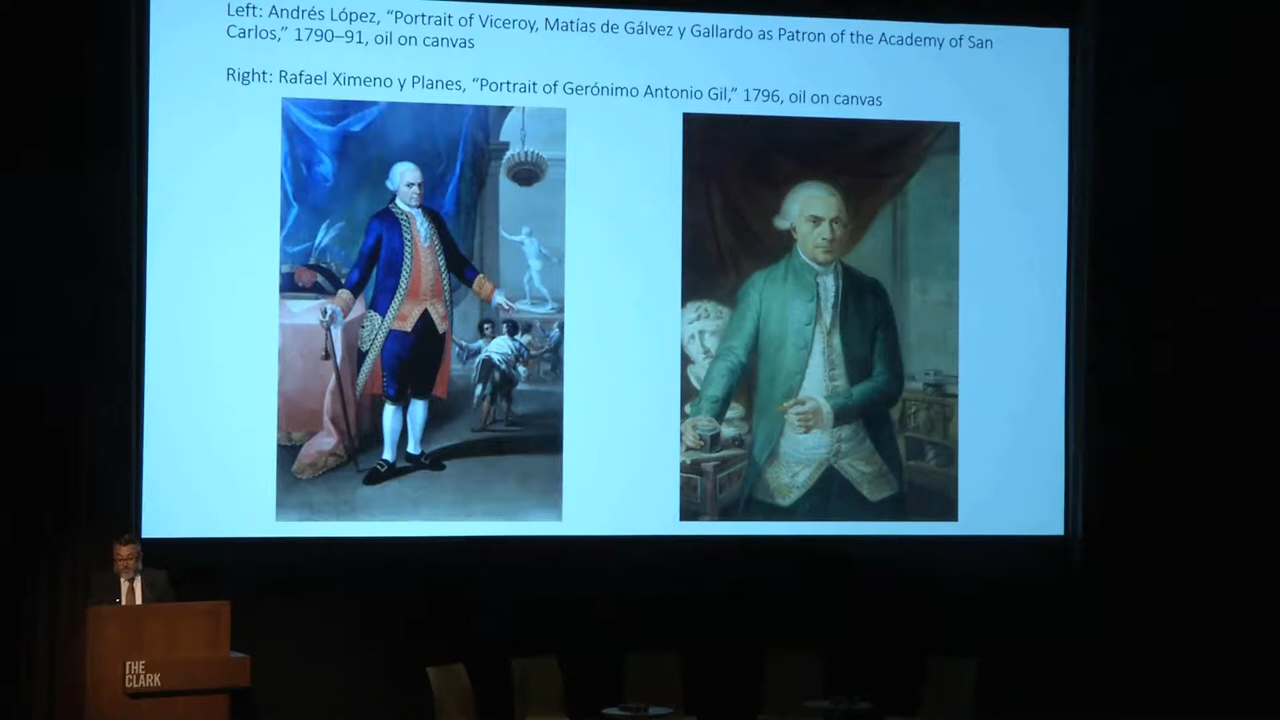 Left: Andrés López, “Portrait of Viceroy, Matías de Gálvez y Gallardo as Patron of the Academy of San
Carlos,” 1790–91, oil on canvas
Right: Rafael Ximeno y Planes, “Portrait of Gerónimo Antonio Gil,” 1796, oil on canvas
THE
CLARK